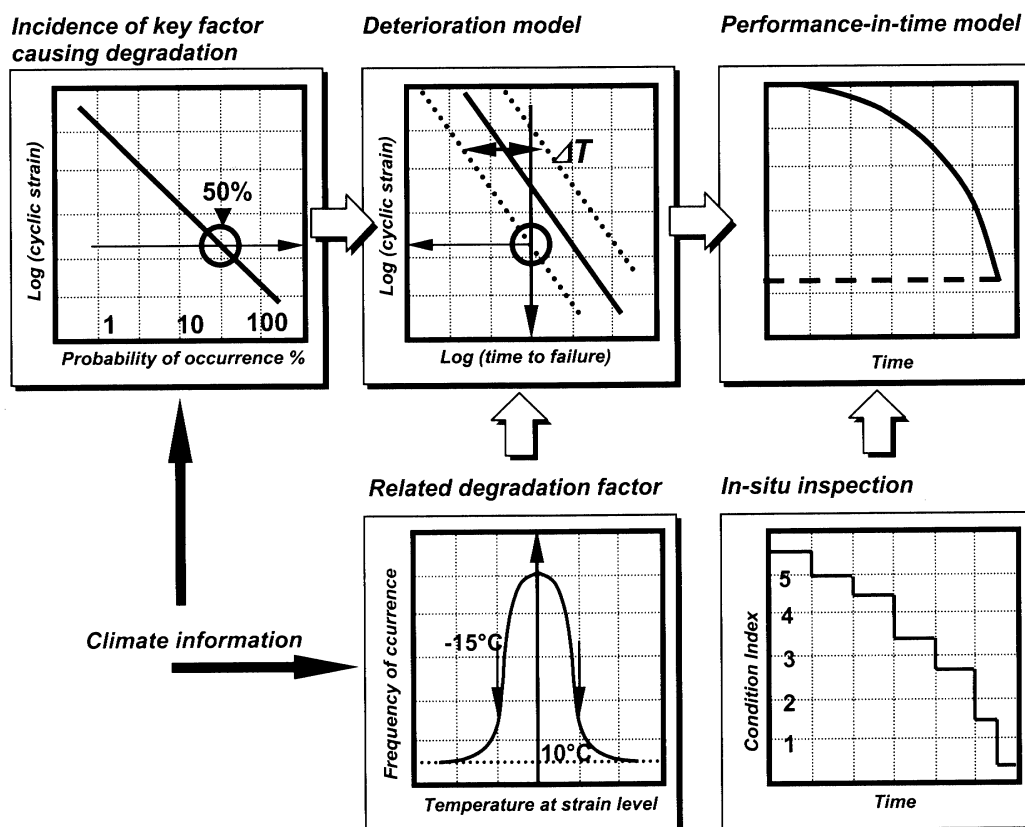 Incidence of key factor
causing degradation
Log (cyclic strain)
50%
1 10 100
Probability of occurrence %
Deterioration model
Log (cyclic strain)
ΔT
Log (time to failure)
Performance-in-time model
Time
Climate information
Related degradation factor
Frequency of ccurrence
-15°C
10°C
Temperature at strain level
In-situ inspection
Condition Index
5
4
3
2
1
Time